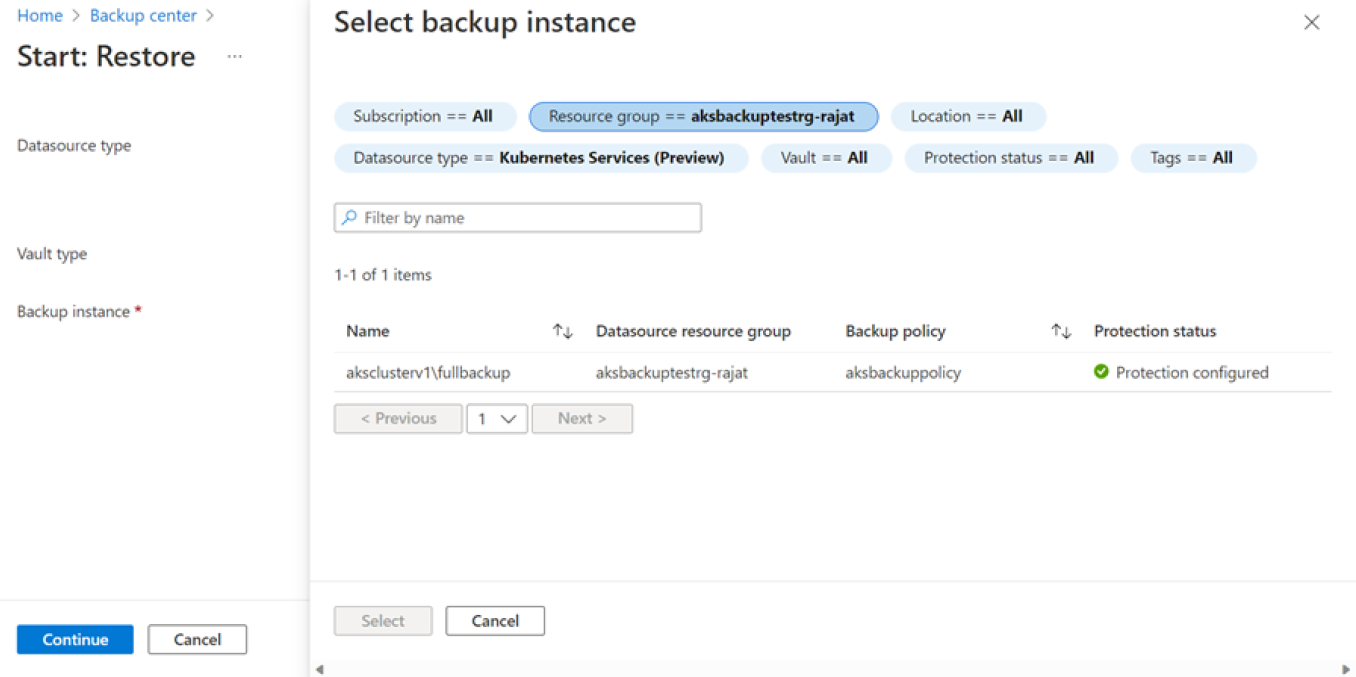 Home > Backup center >
Start: Restore ...
Datasource type
Vault type
Backup instance *
Continue Cancel
Select backup instance
Subscription == All Resource group == aksbackuptestrg-rajat Location == All
Datasource type == Kubernetes Services (Preview) Vault == All Protection status == All Tags == All
Filter by name
1-1 of 1 items
Name ↑↓ Datasource resource group Backup policy ↑↓ Protection status
aksclusterv1\fullbackup aksbackuptestrg-rajat aksbackuppolicy Protection configured
< Previous 1 Next >
Select Cancel